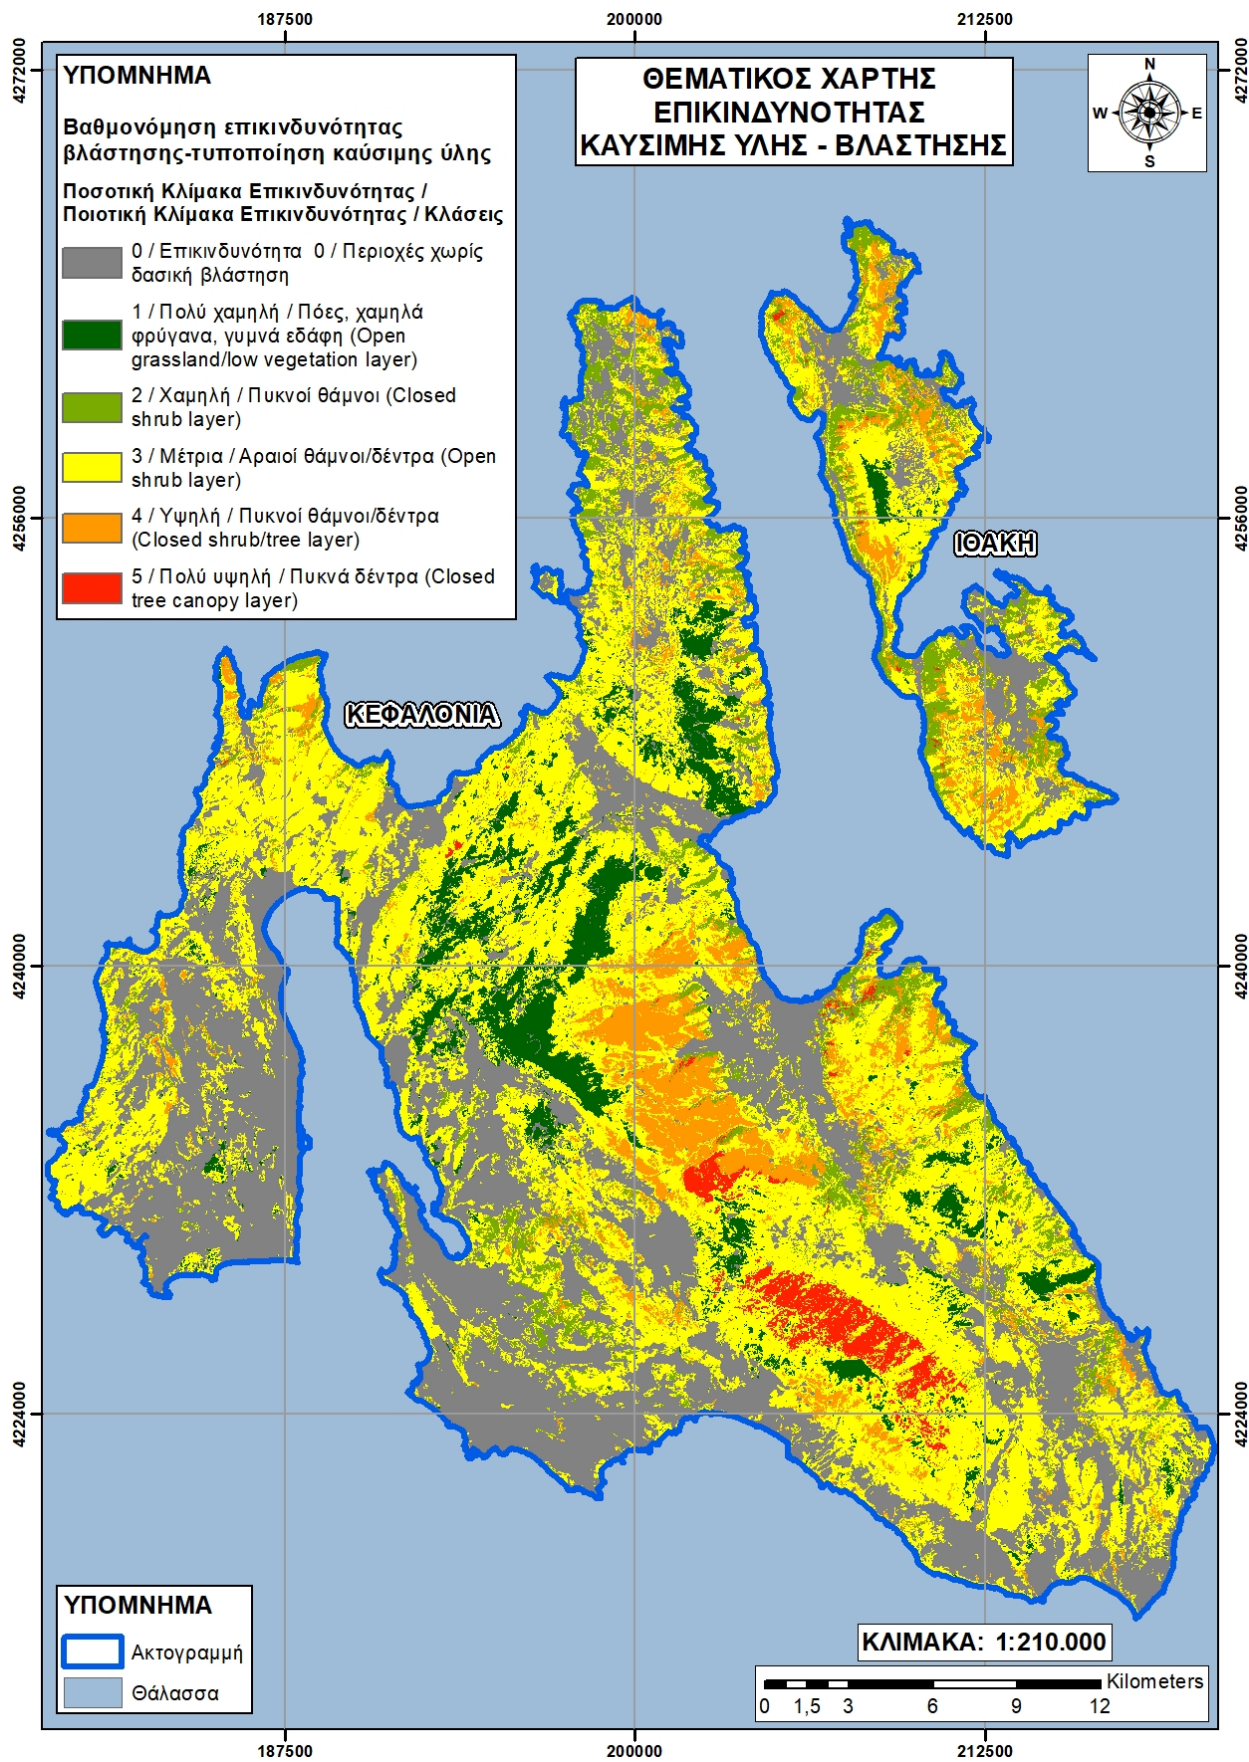 187500
200000
212500
4272000
4272000
ΥΠΟΜΝΗΜΑ
Βαθμονόμηση επικινδυνότητας
βλάστησης-τυποποίηση καύσιμης ύλης
Ποσοτική Κλίμακα Επικινδυνότητας /
Ποιοτική Κλίμακα Επικινδυνότητας / Κλάσεις
0 / Επικινδυνότητα 0 / Περιοχές χωρίς
δασική βλάστηση
1 / Πολύ χαμηλή / Πόες, χαμηλά
φρύγανα, γυμνά εδάφη (Open
grassland/low vegetation layer)
2 / Χαμηλή / Πυκνοί θάμνοι (Closed
shrub layer)
3 / Μέτρια / Αραιοί θάμνοι/δέντρα (Open
shrub layer)
4 / Υψηλή / Πυκνοί θάμνοι/δέντρα
(Closed shrub/tree layer)
5 / Πολύ υψηλή / Πυκνά δέντρα (Closed
tree canopy layer)
ΘΕΜΑΤΙΚΟΣ ΧΑΡΤΗΣ
ΕΠΙΚΙΝΔΥΝΟΤΗΤΑΣ
ΚΑΥΣΙΜΗΣ ΥΛΗΣ - ΒΛΑΣΤΗΣΗΣ
N
W
E
S
4256000
4256000
ΙΘΑΚΗ
ΚΕΦΑΛΟΝΙΑ
4240000
4240000
4224000
4224000
ΥΠΟΜΝΗΜΑ
Ακτογραμμή
Θάλασσα
ΚΛΙΜΑΚΑ: 1:210.000
Kilometers
0 1,5 3 6 9 12
187500
200000
212500